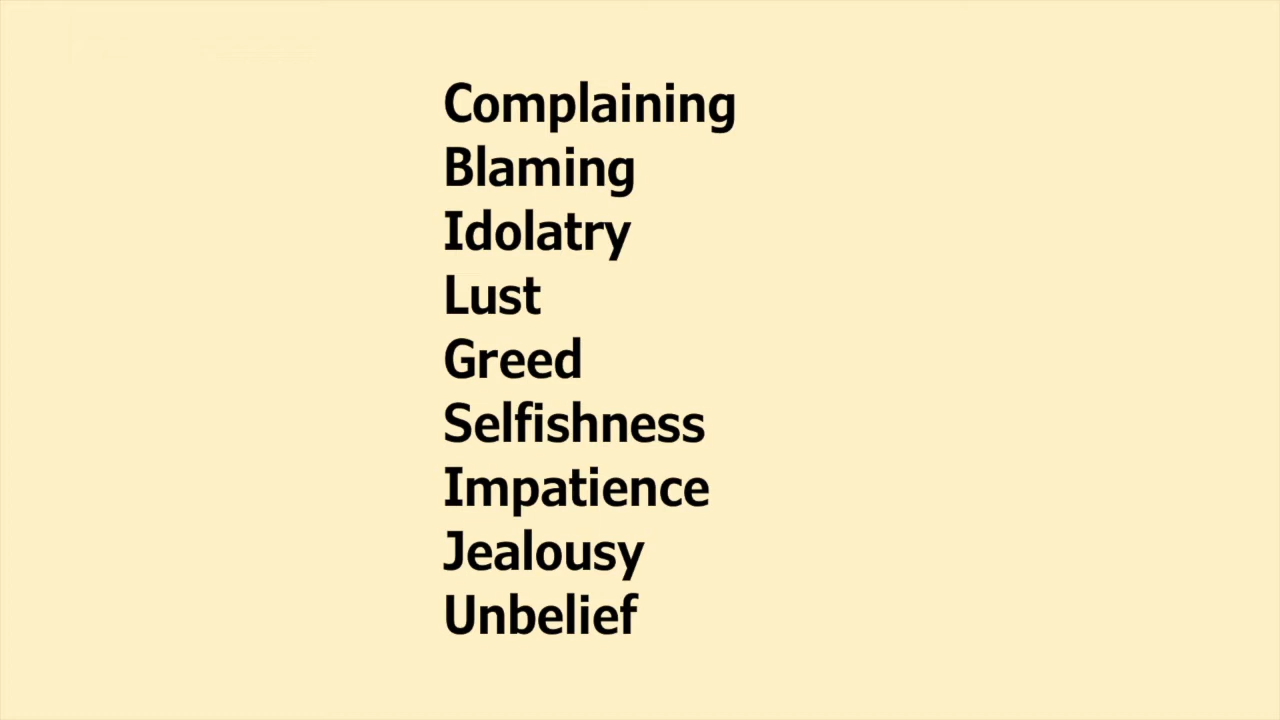 Complaining
Blaming
Idolatry
Lust
Greed
Selfishness
Impatience
Jealousy
Unbelief